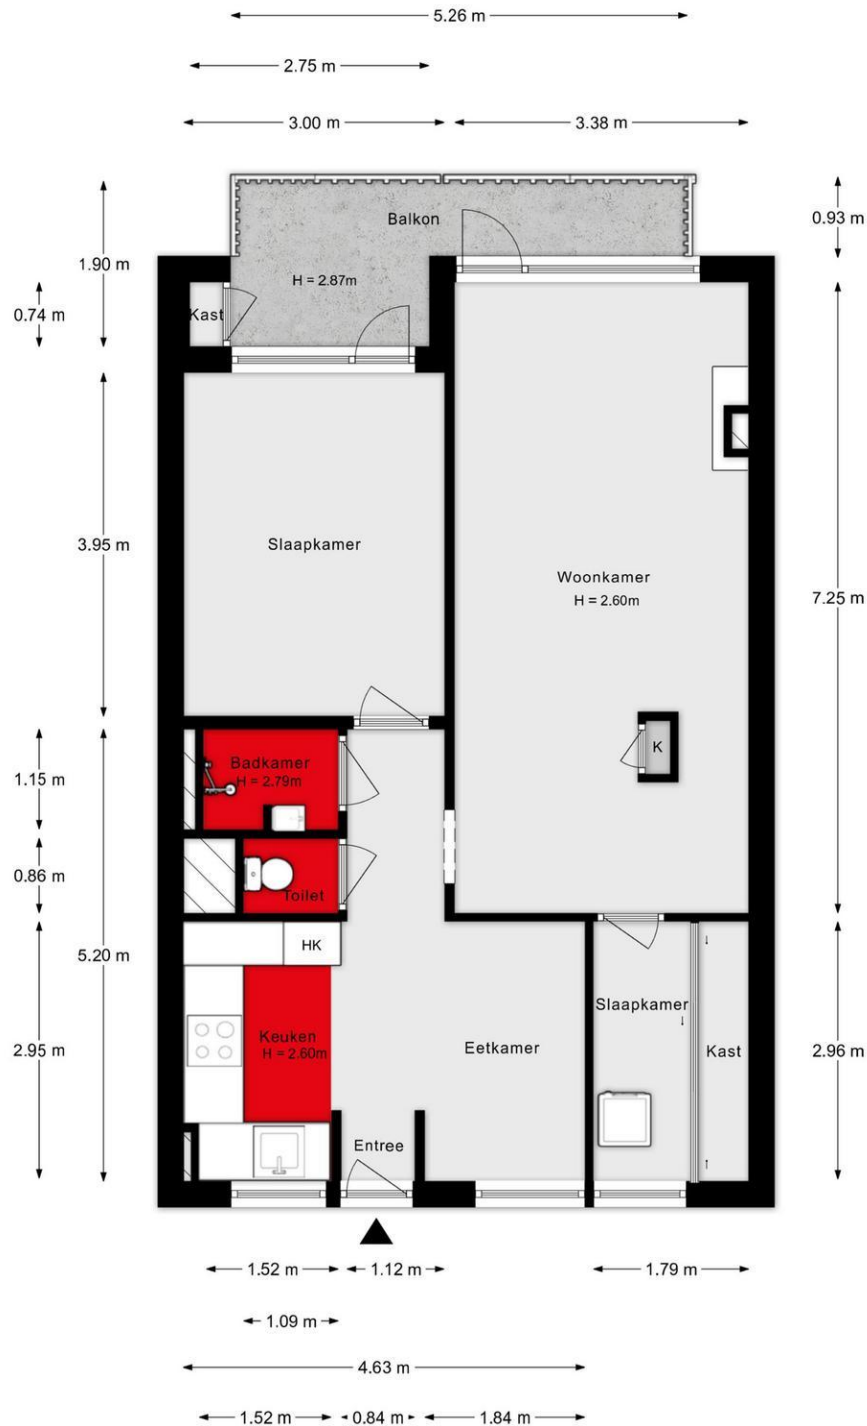 5.26 m
2.75 m
3.00 m
3.38 m
Balkon
0.93 m
1.90 m
H = 2.87m
0.74 m
Kast
3.95 m
Slaapkamer
Woonkamer
H = 2.60m
7.25 m
K
1.15 m
Badkamer
H = 2.79m
0.86 m
Toilet
HK
5.20 m
Slaapkamer
2.95 m
Keuken
H = 2.60m
Eetkamer
Kast
2.96 m
Entree
1.52 m
1.12 m
1.79 m
1.09 m
4.63 m
1.52 m
0.84 m
1.84 m